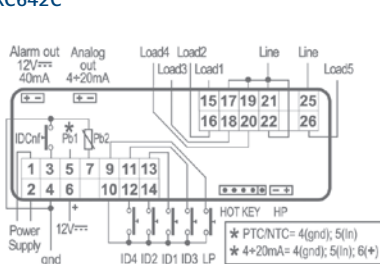 XC642C
Alarm out
12V
40mA
Analog
out
4÷20mA
Load4 Load2
Load3 Load1
Line
Line
Load5
15 17 19 21 25
16 18 20 22 26
IDCnf
* Pb1
Pb2
1 3 5 7 9 11 13
2 4 6 10 12 14
HOT KEY HP
Power
Supply
gnd
12V
+
ID4 ID2 ID1 ID3 LP
* PTC/NTC= 4(gnd); 5(In)
* 4÷20mA= 4(gnd); 5(In); 6(+)